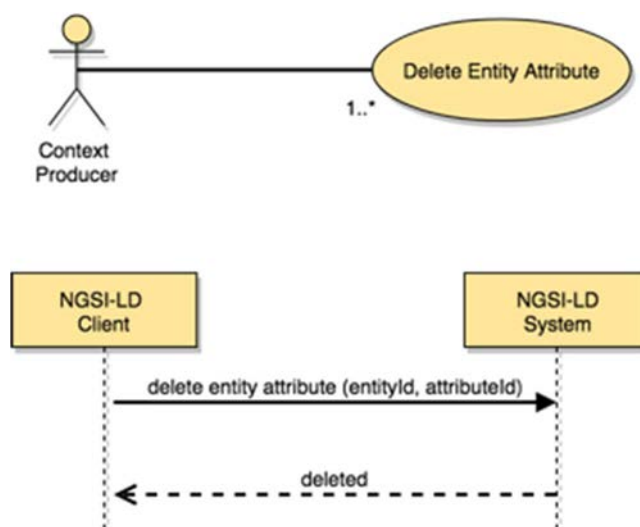 Delete Entity Attribute
1..*
Context
Producer
NGSI-LD
Client
NGSI-LD
System
delete entity attribute (entityId, attributeId)
deleted